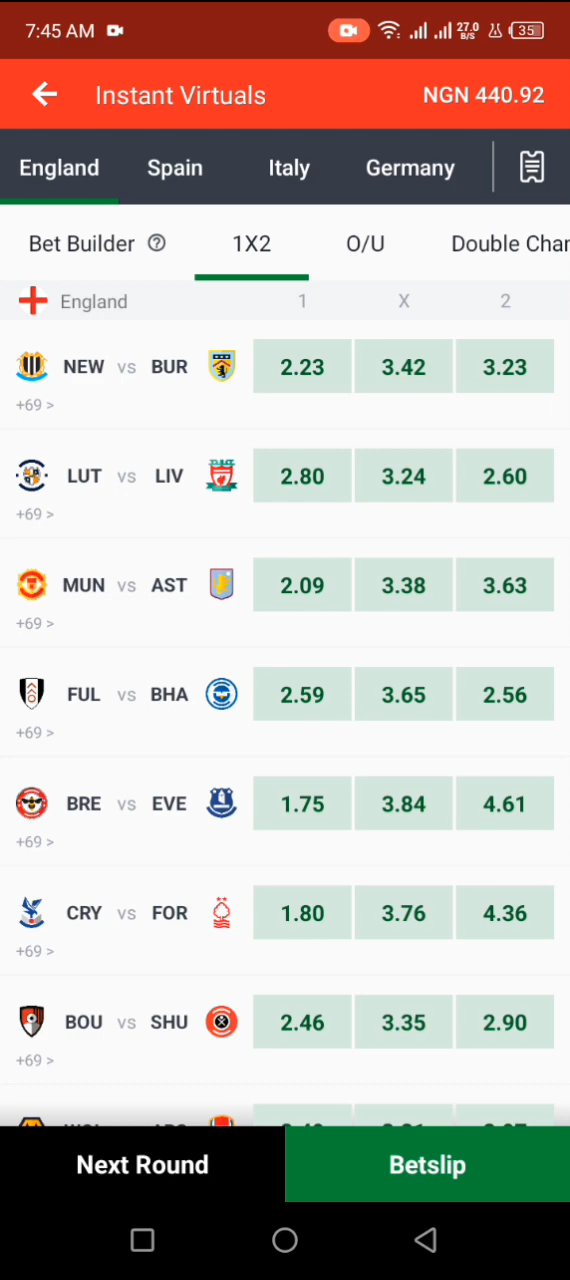 7:45 AM 27.0 B/S 35
Instant Virtuals NGN 440.92
England Spain Italy Germany
Bet Builder 1X2 O/U Double Chan
England 1 X 2
NEW vs BUR 2.23 3.42 3.23
+69 >
LUT vs LIV 2.80 3.24 2.60
+69 >
MUN vs AST 2.09 3.38 3.63
+69 >
FUL vs BHA 2.59 3.65 2.56
+69 >
BRE vs EVE 1.75 3.84 4.61
+69 >
CRY vs FOR 1.80 3.76 4.36
+69 >
BOU vs SHU 2.46 3.35 2.90
+69 >
Next Round Betslip